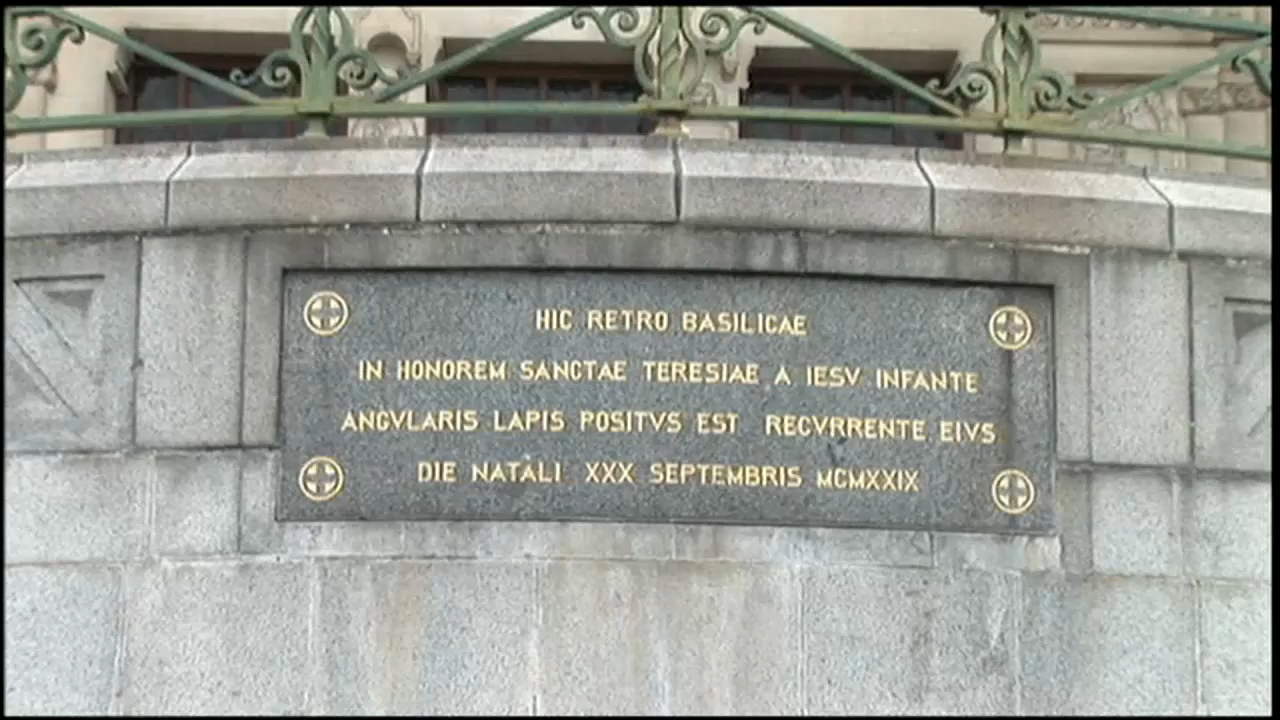 HIC RETRO BASILICAE
IN HONOREM SANCTAE TERESIAE A IESV INFANTE
ANGVLARIS LAPIS POSITVS EST RECVRRENTE EIVS
DIE NATALI XXX SEPTEMBRIS MCMXXIX